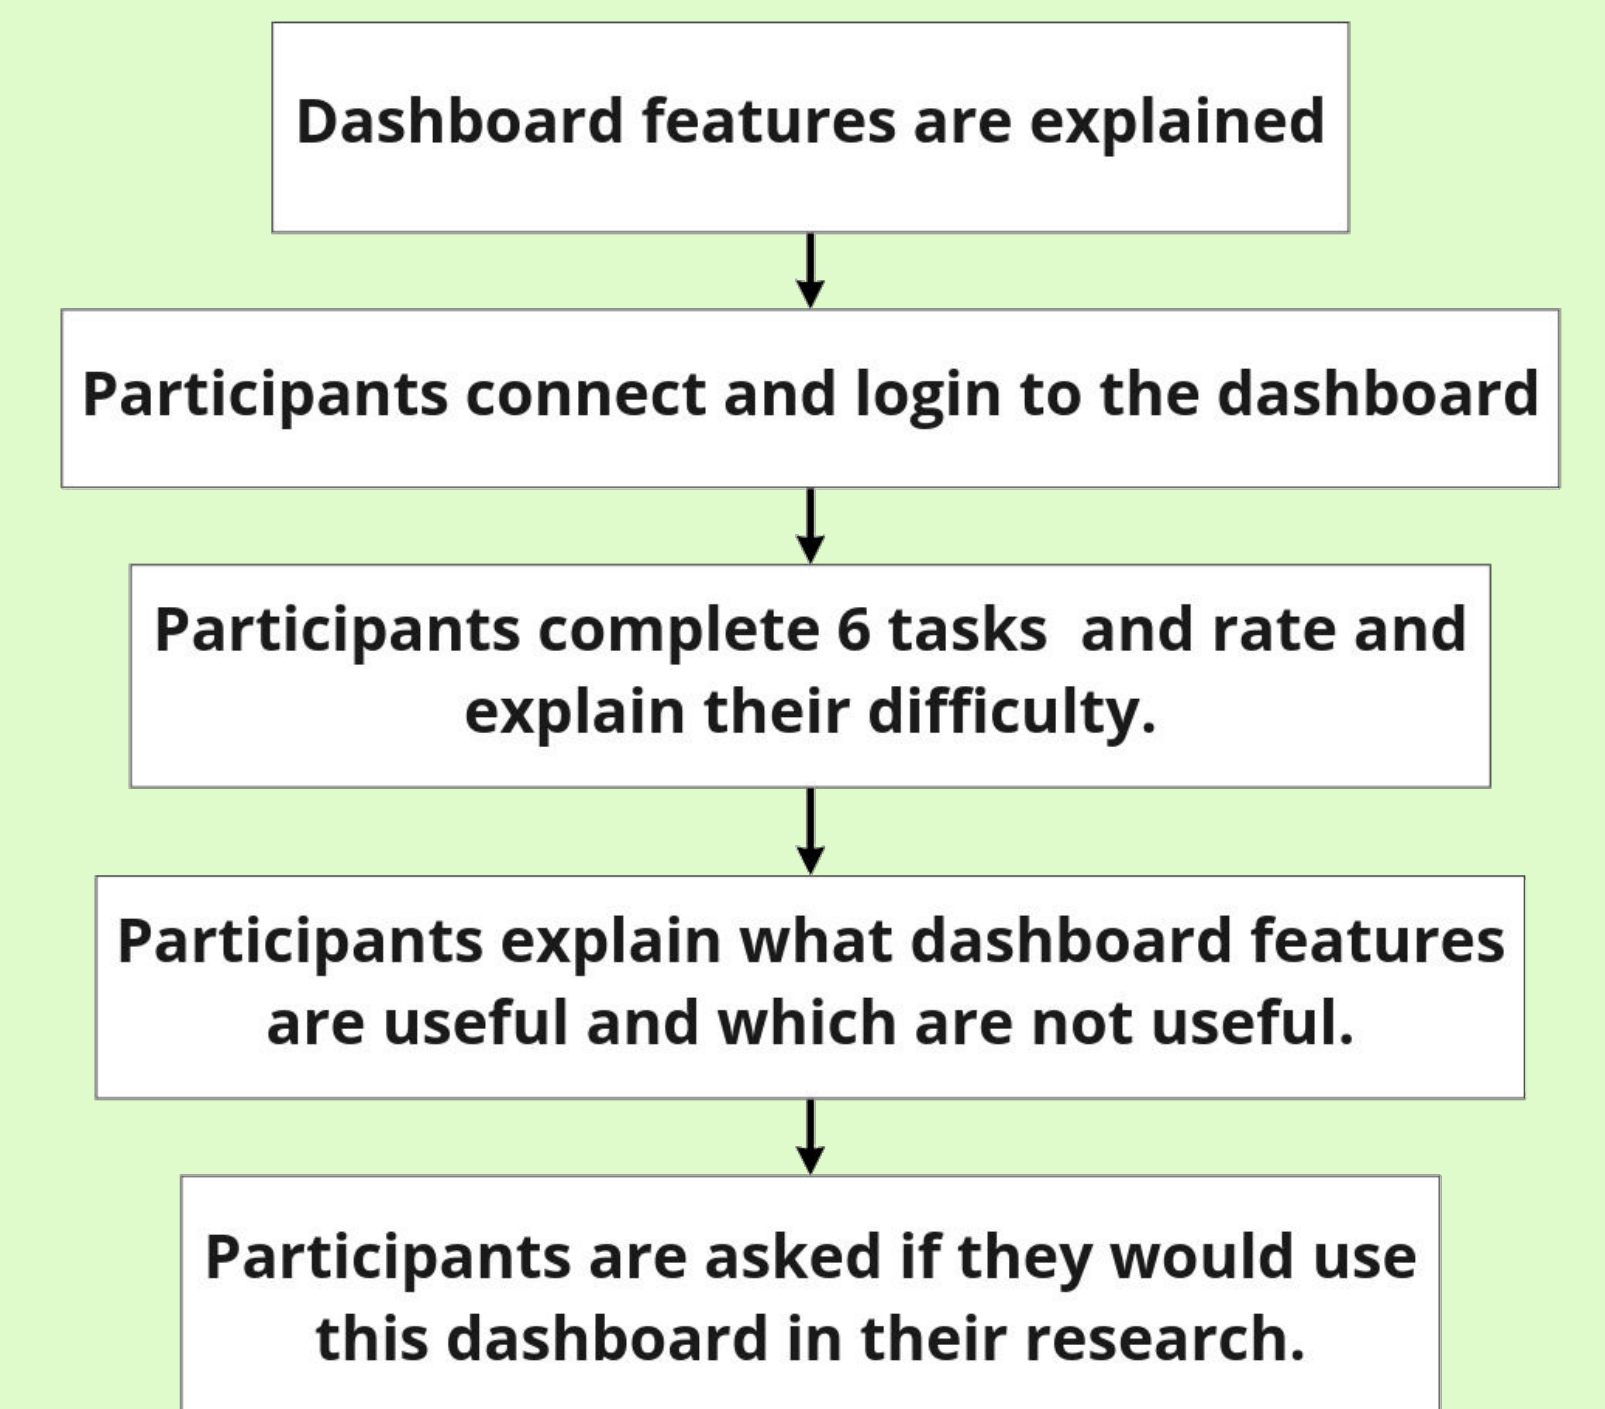 Dashboard features are explained
Participants connect and login to the dashboard
Participants complete 6 tasks  and rate and
explain their difficulty.
Participants explain what dashboard features
are useful and which are not useful.
Participants are asked if they would use
this dashboard in their research.